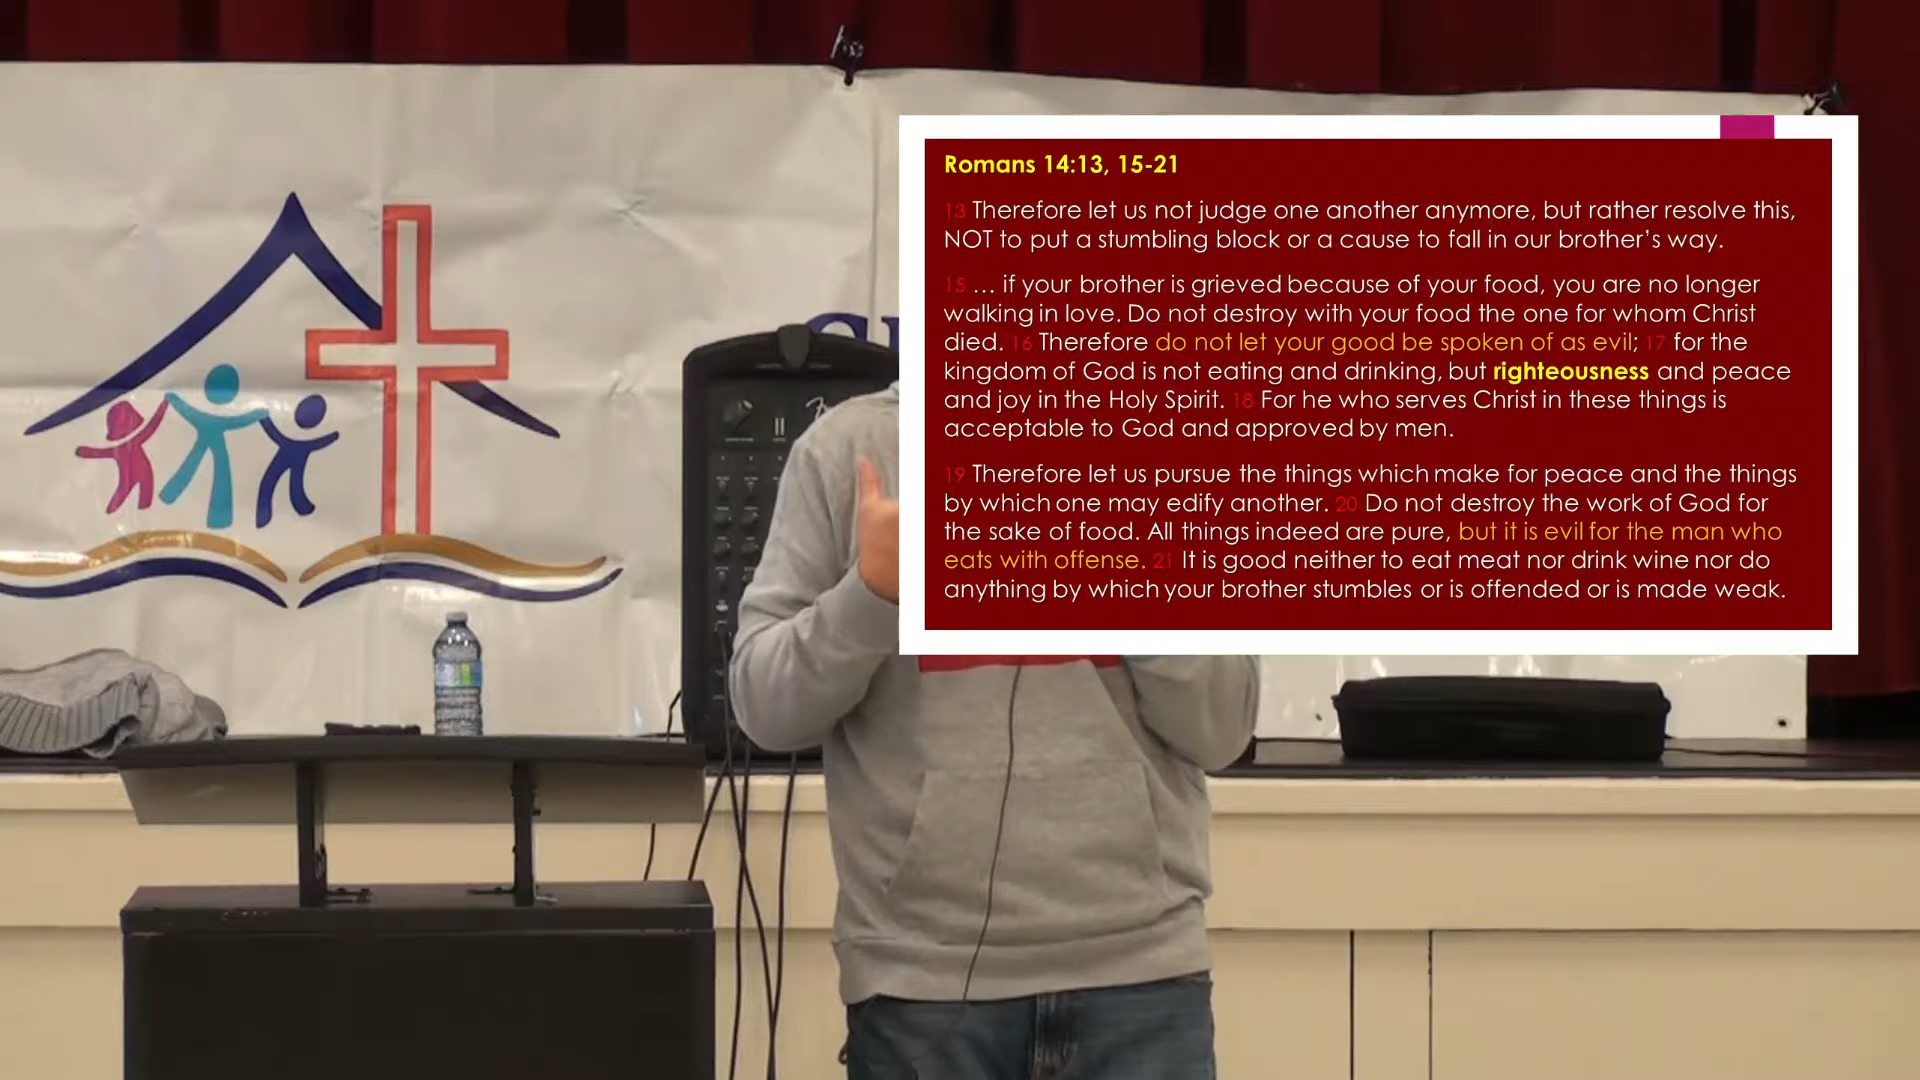 Romans 14:13, 15-21
13 Therefore let us not judge one another anymore, but rather resolve this,
NOT to put a stumbling block or a cause to fall in our brother's way.
15 … if your brother is grieved because of your food, you are no longer
walking in love. Do not destroy with your food the one for whom Christ
died. 16 Therefore do not let your good be spoken of as evil; 17 for the
kingdom of God is not eating and drinking, but righteousness and peace
and joy in the Holy Spirit. 18 For he who serves Christ in these things is
acceptable to God and approved by men.
19 Therefore let us pursue the things which make for peace and the things
by which one may edify another. 20 Do not destroy the work of God for
the sake of food. All things indeed are pure, but it is evil for the man who
eats with offense. 21 It is good neither to eat meat nor drink wine nor do
anything by which your brother stumbles or is offended or is made weak.